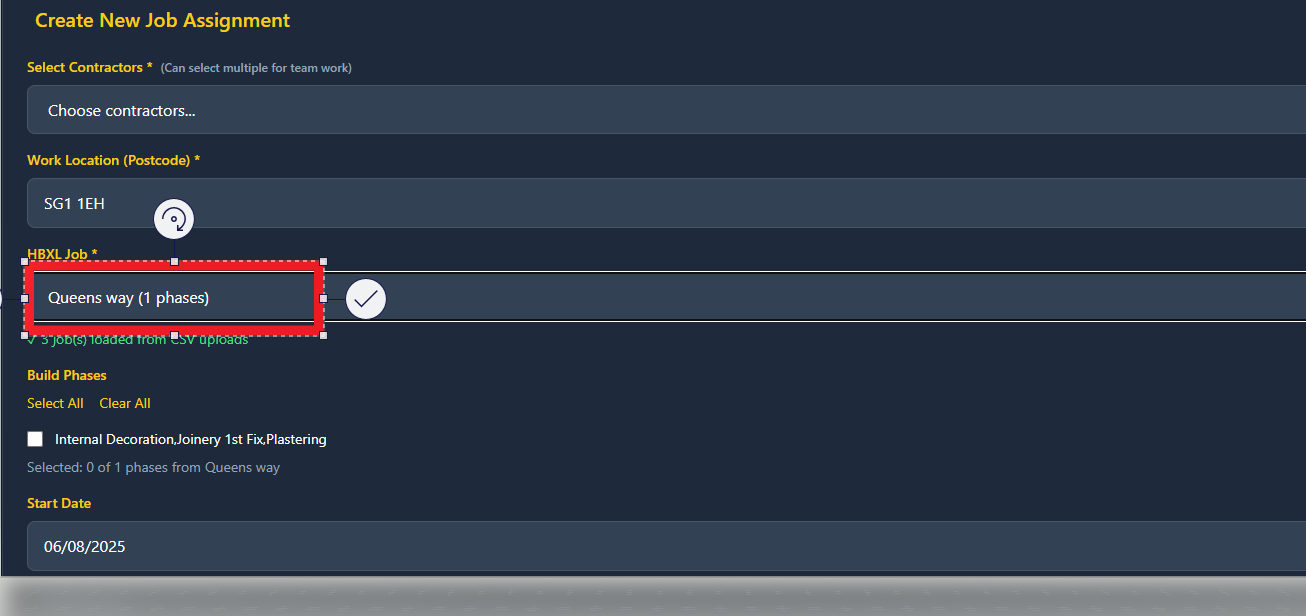 Create New Job Assignment
Select Contractors * (Can select multiple for team work)
Choose contractors...
Work Location (Postcode) *
SG1 1EH
HBXL Job *
Queens way (1 phases)
✓ 3 job(s) loaded from CSV uploads
Build Phases
Select All Clear All
Internal Decoration,Joinery 1st Fix,Plastering
Selected: 0 of 1 phases from Queens way
Start Date
06/08/2025